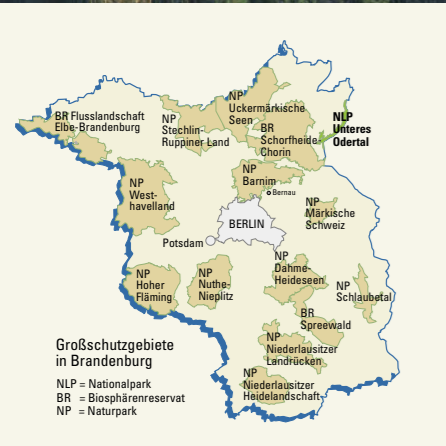 BR Flusslandschaft
Elbe-Brandenburg
NP
Stechlin-
Ruppiner Land
NP
Uckermärkische
Seen
BR
Schorfheide-
Chorin
NLP
Unteres
Odertal
NP
Barnim
Bernau
NP
West-
havelland
BERLIN
Potsdam
NP
Märkische
Schweiz
NP
Hoher
Fläming
NP
Nuthe-
Nieplitz
NP
Dahme-
Heideseen
NP
Schlaubetal
BR
Spreewald
NP
Niederlausitzer
Landrücken
NP
Niederlausitzer
Heidelandschaft
Großschutzgebiete
in Brandenburg
NLP = Nationalpark
BR = Biosphärenreservat
NP = Naturpark